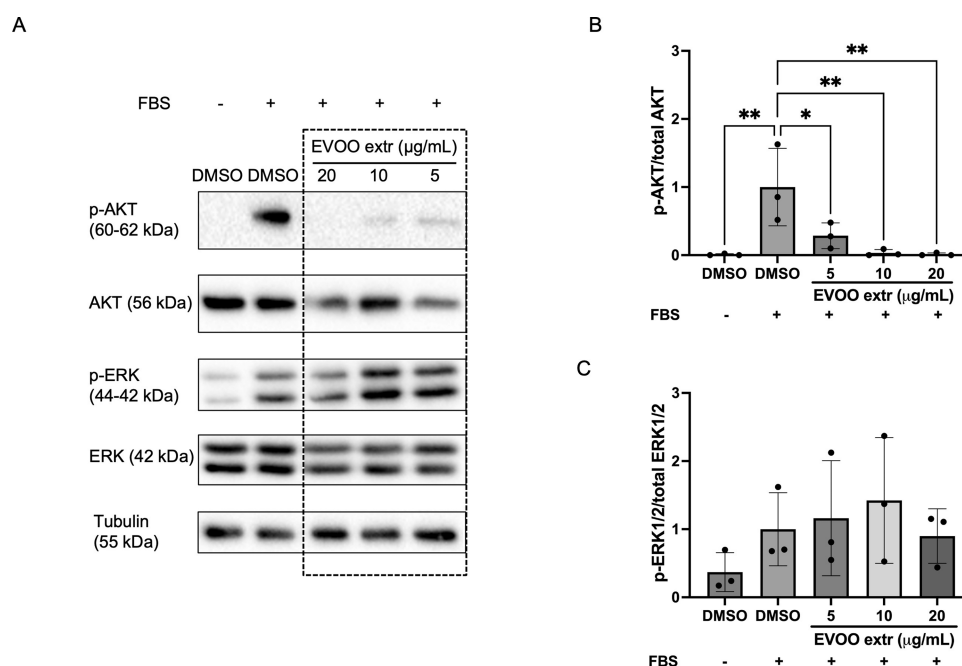 A
FBS - + + + +
EVOO extr (µg/mL)
DMSO DMSO 20 10 5
p-AKT
(60-62 kDa)
AKT (56 kDa)
p-ERK
(44-42 kDa)
ERK (42 kDa)
Tubulin
(55 kDa)
B
p-AKT/total AKT
3
2
1
0
** * ** **
DMSO DMSO 5 10 20
EVOO extr (µg/mL)
FBS - + + + +
C
p-ERK1/2/total ERK1/2
3
2
1
0
DMSO DMSO 5 10 20
EVOO extr (µg/mL)
FBS - + + + +